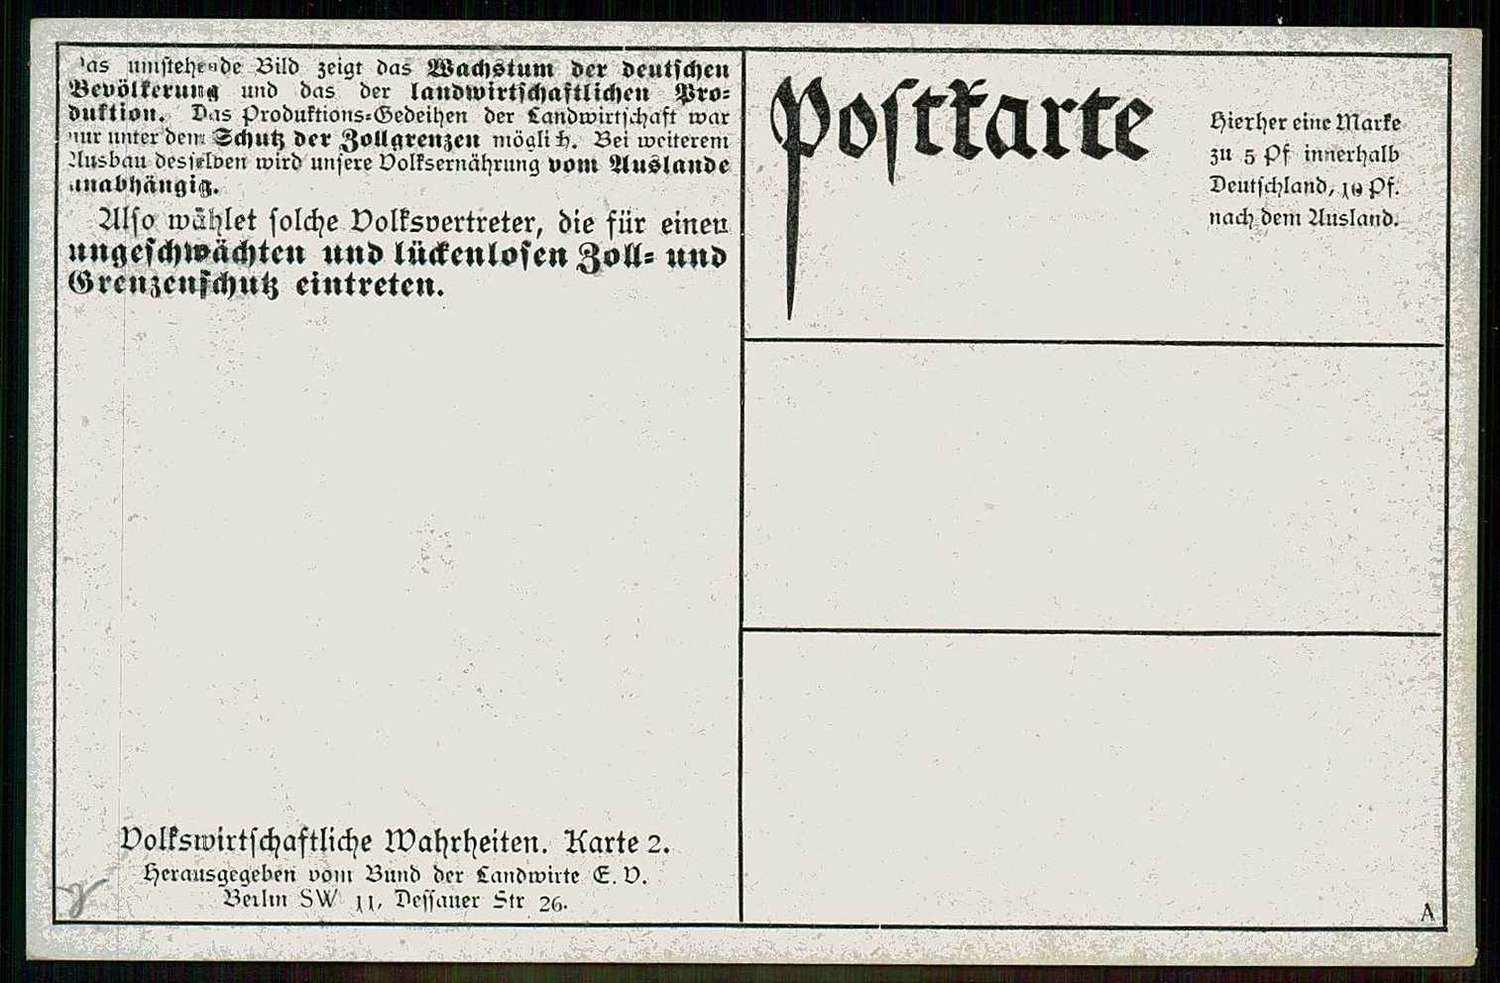 Das umstehende Bild zeigt das Wachstum der deutschen
Bevölkerung und das der landwirtschaftlichen Pro-
duktion. Das Produktions-Gedeihen der Landwirtschaft war
nur unter dem Schutz der Zollgrenzen möglich. Bei weiterem
Ausbau desselben wird unsere Volksernährung vom Auslande
unabhängig.
Also wählet solche Volksvertreter, die für einen
ungeschwächten und lückenlosen Zoll- und
Grenzenschutz eintreten.
Volkswirtschaftliche Wahrheiten. Karte 2.
Herausgegeben vom Bund der Landwirte E. V.
Berlin SW 11, Dessauer Str 26.
Postkarte
Hierher eine Marke
zu 5 Pf innerhalb
Deutschland, 10 Pf.
nach dem Ausland.
A